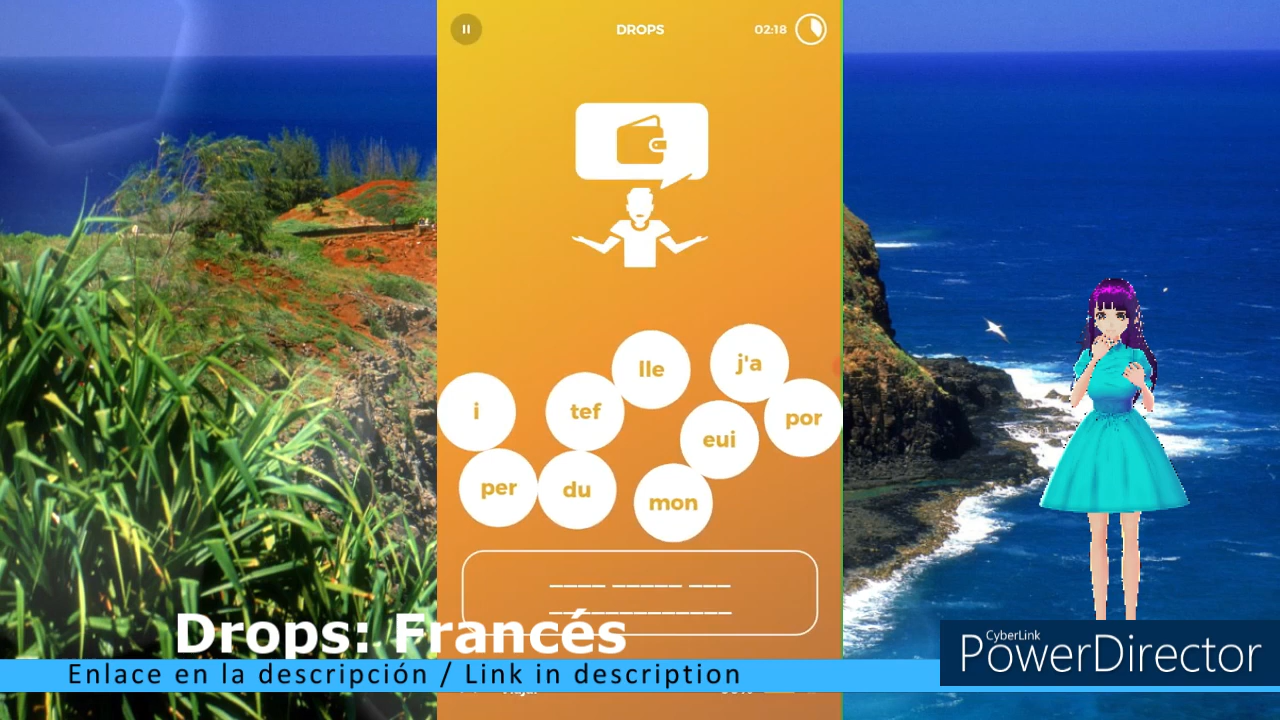 DROPS
02:18
lle
j'a
i
tef
por
eui
per
du
mon
Drops: Francés
Enlace en la descripción / Link in description
CyberLink
PowerDirector